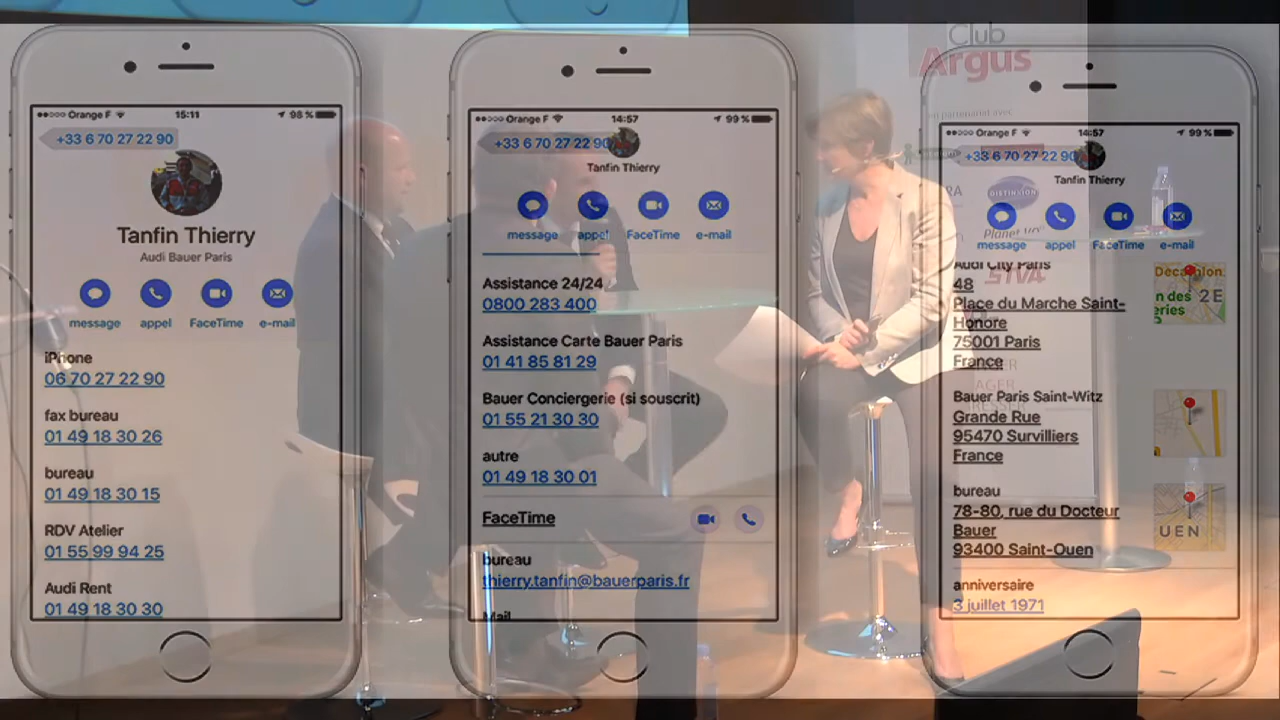 Club
Argus
en partenariat avec
Orange F
15:11
98 %
+33 6 70 27 22 90
Tanfin Thierry
Audi Bauer Paris
message
appel
FaceTime
e-mail
iPhone
06 70 27 22 90
fax bureau
01 49 18 30 26
bureau
01 49 18 30 15
RDV Atelier
01 55 99 94 25
Audi Rent
01 49 18 30 30
Orange F
14:57
99 %
+33 6 70 27 22 90
Tanfin Thierry
message
appel
FaceTime
e-mail
Assistance 24/24
0800 283 400
Assistance Carte Bauer Paris
01 41 85 81 29
Bauer Conciergerie (si souscrit)
01 55 21 30 30
autre
01 49 18 30 01
FaceTime
bureau
thierry.tanfin@bauerparis.fr
Mail
Orange F
14:57
99 %
+33 6 70 27 22 90
Tanfin Thierry
message
appel
FaceTime
e-mail
Audi City Paris
48
Place du Marche Saint-
Honore
75001 Paris
France
Bauer Paris Saint-Witz
Grande Rue
95470 Survilliers
France
bureau
78-80, rue du Docteur
Bauer
93400 Saint-Ouen
anniversaire
3 juillet 1971
STVA
2E
UEN